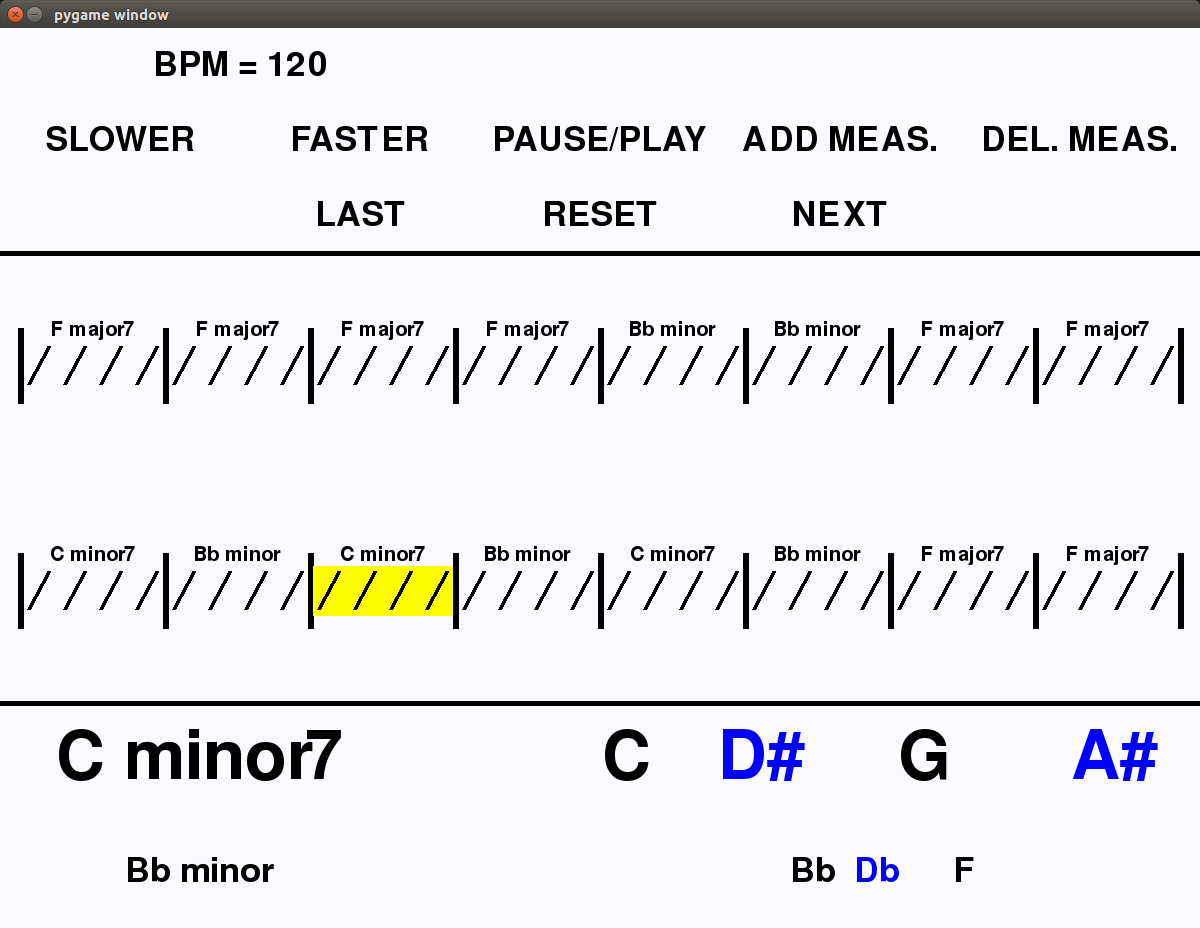 pygame window
BPM = 120
SLOWER FASTER PAUSE/PLAY ADD MEAS. DEL. MEAS.
LAST RESET NEXT
F major7 F major7 F major7 F major7 Bb minor Bb minor F major7 F major7
C minor7 Bb minor C minor7 Bb minor C minor7 Bb minor F major7 F major7
C minor7 C D# G A#
Bb minor Bb Db F